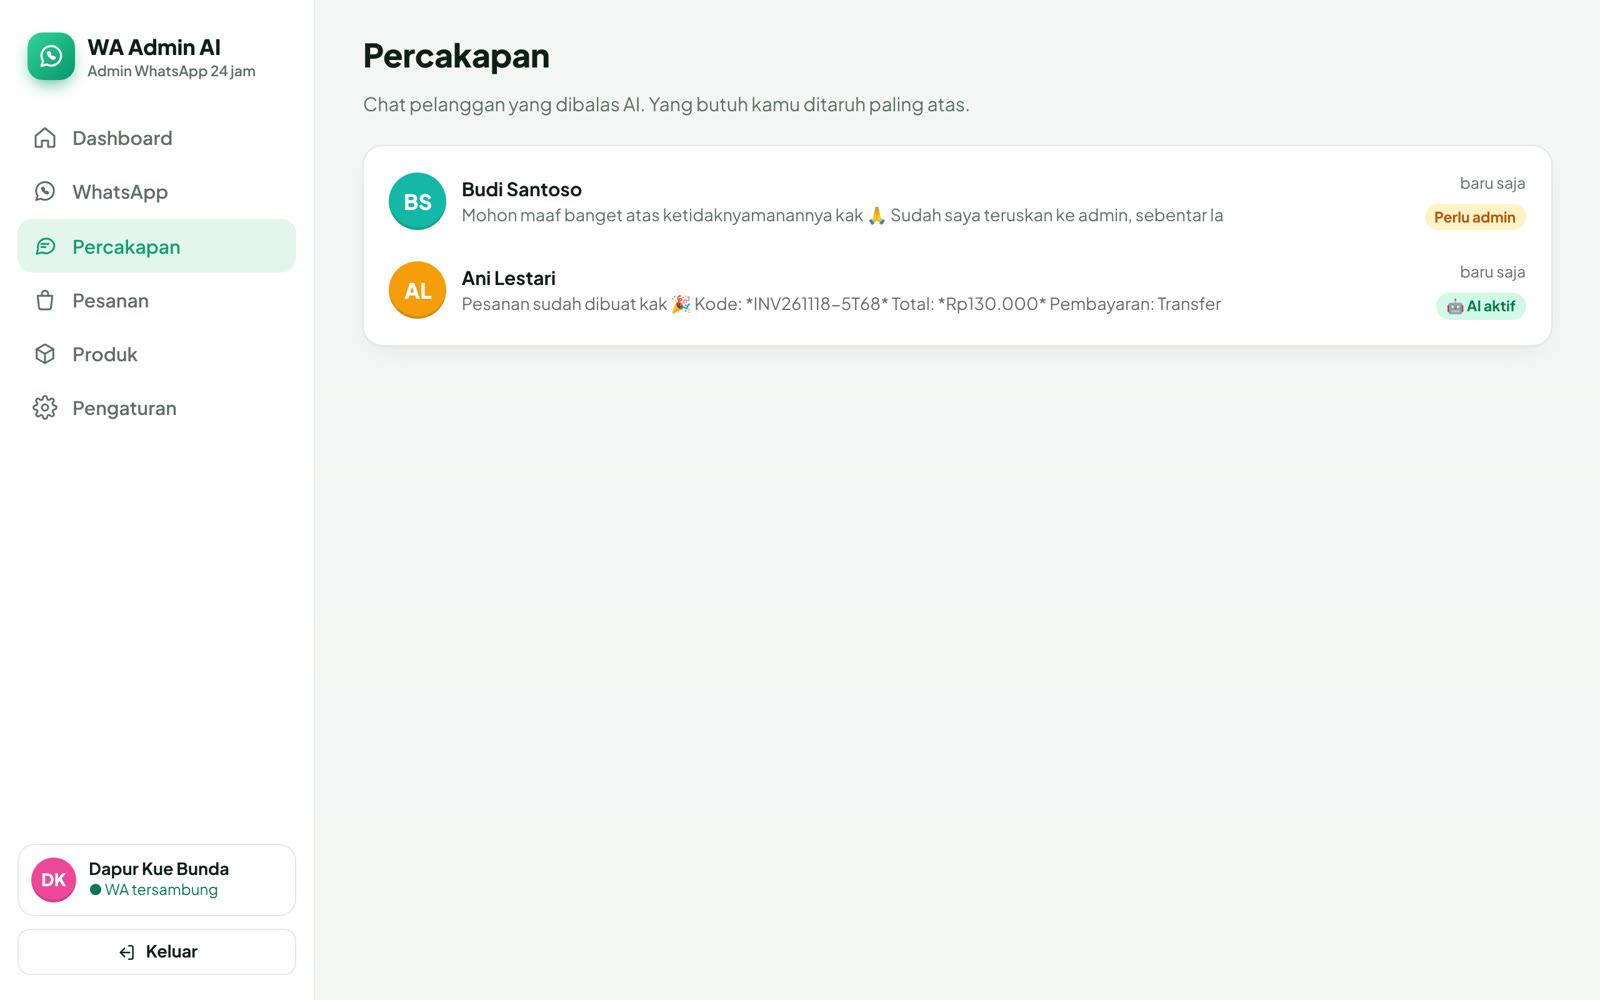 WA Admin AI
Admin WhatsApp 24 jam
Dashboard
WhatsApp
Percakapan
Pesanan
Produk
Pengaturan
DK
Dapur Kue Bunda
WA tersambung
Keluar
Percakapan
Chat pelanggan yang dibalas AI. Yang butuh kamu ditaruh paling atas.
BS
Budi Santoso
baru saja
Mohon maaf banget atas ketidaknyamanannya kak 🙏 Sudah saya teruskan ke admin, sebentar la
Perlu admin
AL
Ani Lestari
baru saja
Pesanan sudah dibuat kak 🎉 Kode: *INV261118-5T68* Total: *Rp130.000* Pembayaran: Transfer
🤖 AI aktif